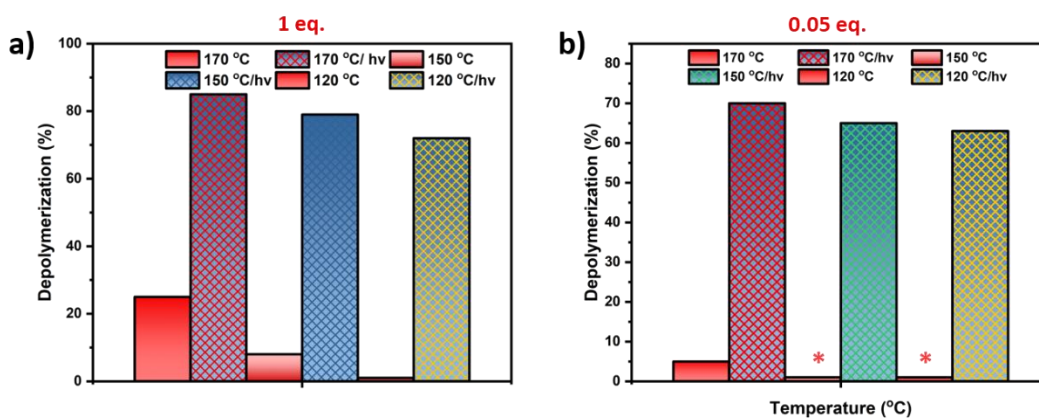 1 eq.
a)
170 °C 170 °C/ hv 150 °C
150 °C/hv 120 °C 120 °C/hv
Depolymerization (%)
100
80
60
40
20
0
0.05 eq.
b)
170 °C 170 °C/hv 150 °C
150 °C/hv 120 °C 120 °C/hv
Depolymerization (%)
80
70
60
50
40
30
20
10
0
*
*
Temperature (°C)